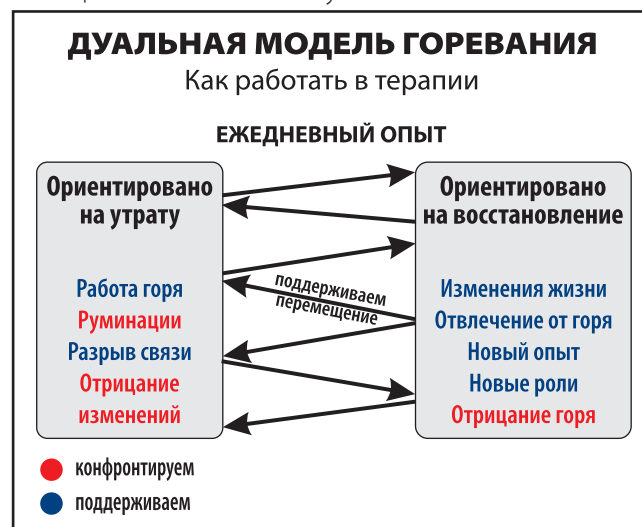 ДУАЛЬНАЯ МОДЕЛЬ ГОРЕВАНИЯ
Как работать в терапии
ЕЖЕДНЕВНЫЙ ОПЫТ
Ориентировано
на утрату
Работа горя
Руминации
Разрыв связи
Отрицание
изменений
поддерживаем
перемещение
Ориентировано
на восстановление
Изменения жизни
Отвлечение от горя
Новый опыт
Новые роли
Отрицание горя
конфронтируем
поддерживаем